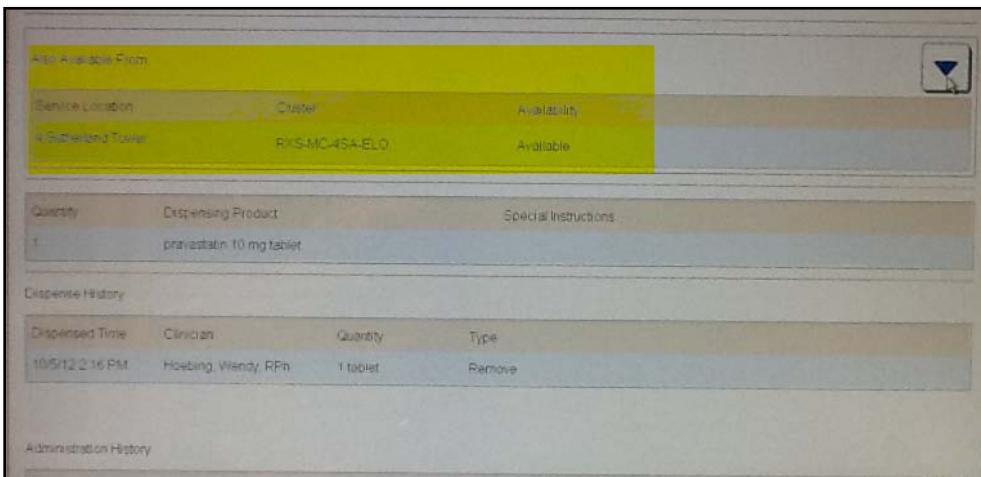 Also Available From
Service Location Cluster Availability
4 Sutherland Tower RXS-MC-4SA-ELO Available
Quantity Dispensing Product Special Instructions
1 pravastatin 10 mg tablet
Dispense History
Dispensed Time Clinician Quantity Type
10/5/12 2:16 PM Hoebing, Wendy, RPh 1 tablet Remove
Administration History